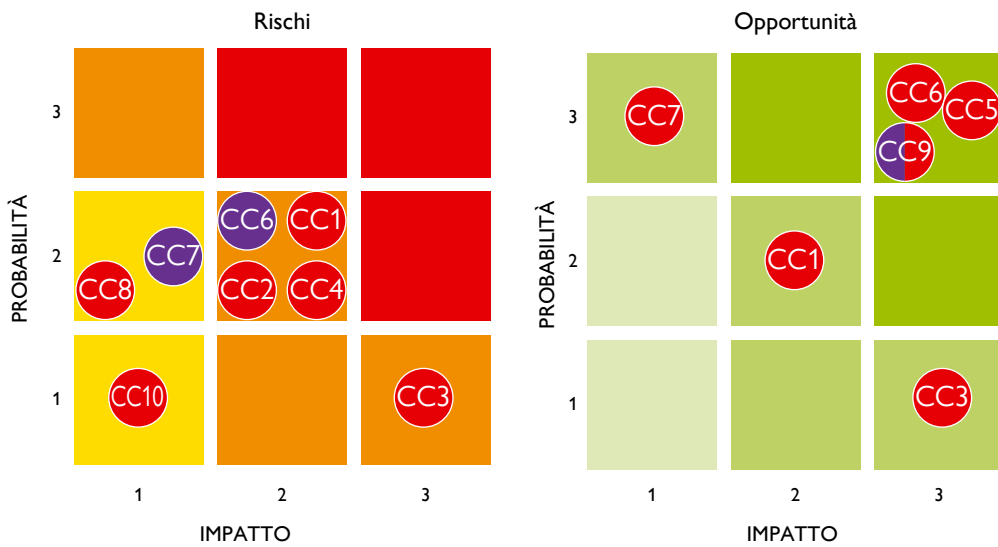 Rischi
3
2
1
PROBABILITÀ
CC6
CC1
CC7
CC8
CC2
CC4
CC10
CC3
1
2
3
IMPATTO
Opportunità
3
2
1
PROBABILITÀ
CC7
CC6
CC5
CC9
CC1
CC3
1
2
3
IMPATTO